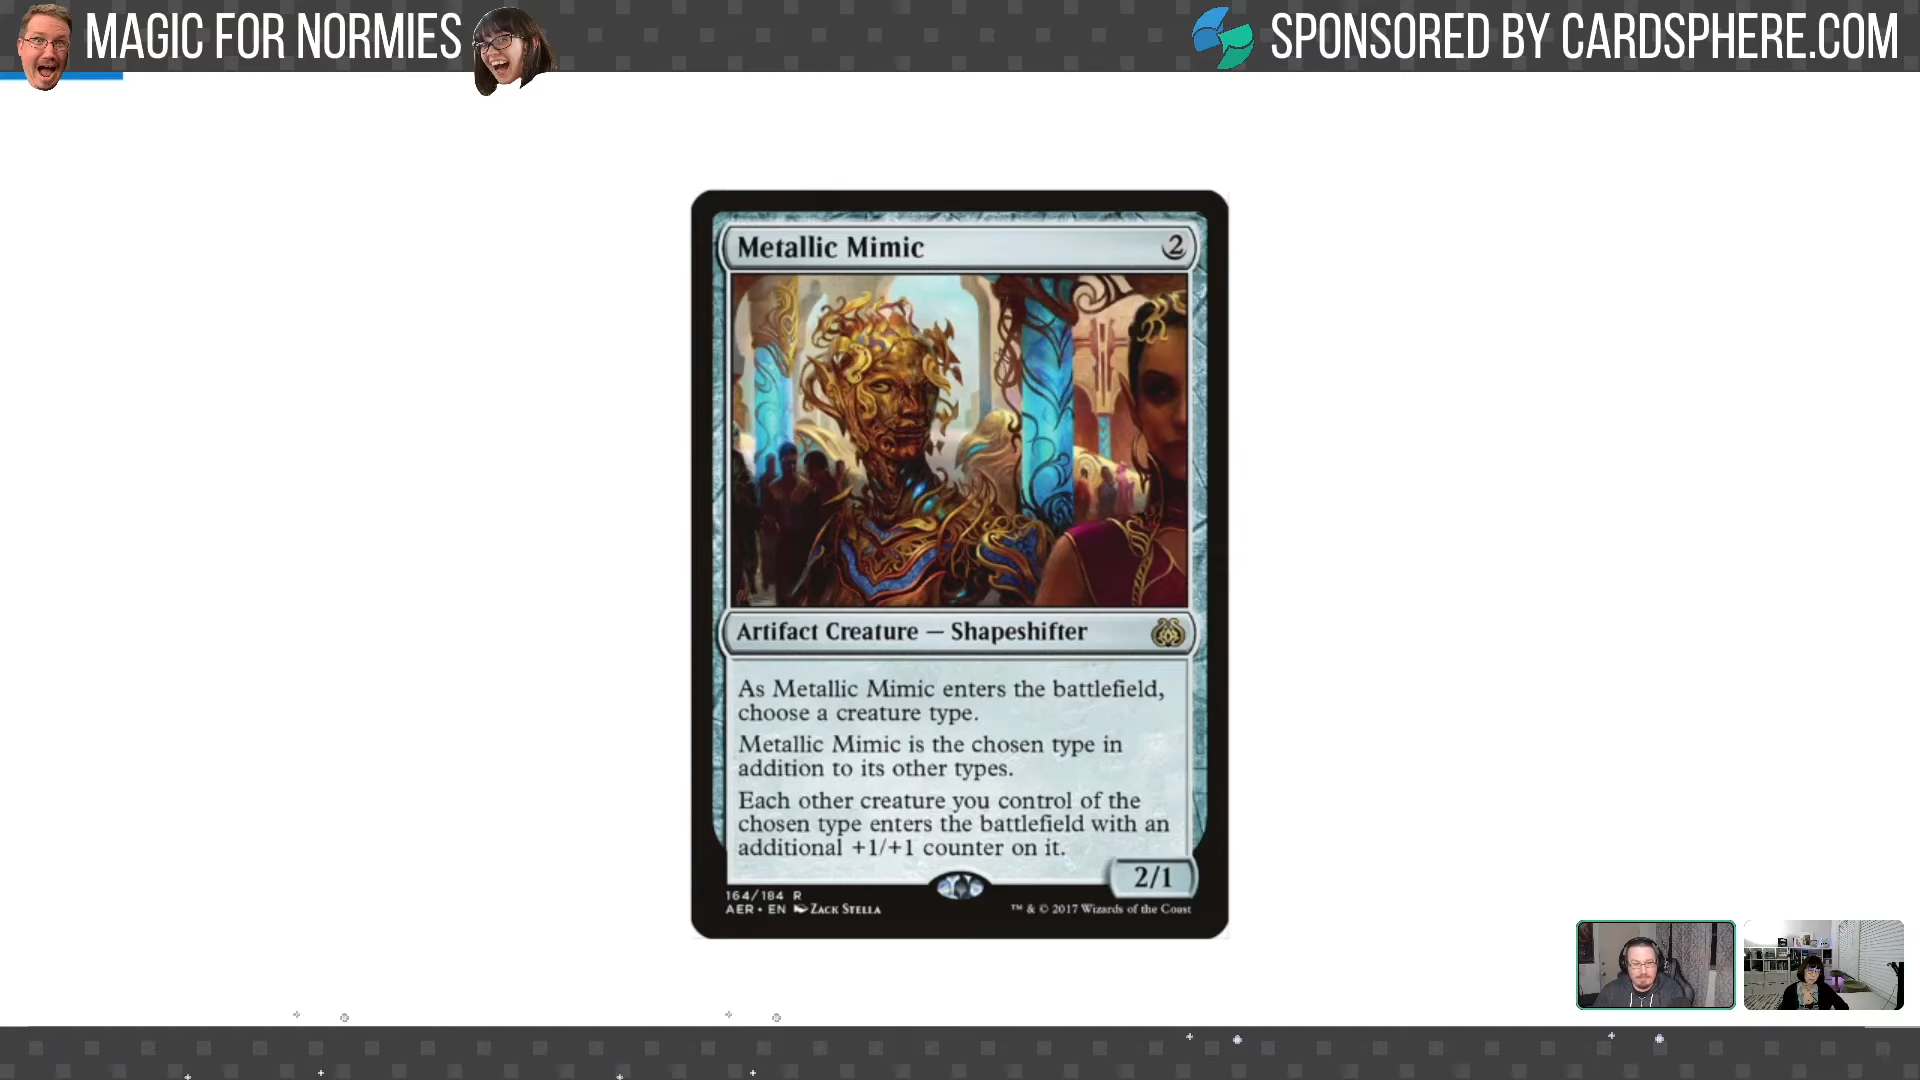 MAGIC FOR NORMIES
SPONSORED BY CARDSPHERE.COM
Metallic Mimic 2
Artifact Creature — Shapeshifter
As Metallic Mimic enters the battlefield,
choose a creature type.
Metallic Mimic is the chosen type in
addition to its other types.
Each other creature you control of the
chosen type enters the battlefield with an
additional +1/+1 counter on it.
2/1
164/184 R
AER • EN Zack Stella
™ & © 2017 Wizards of the Coast